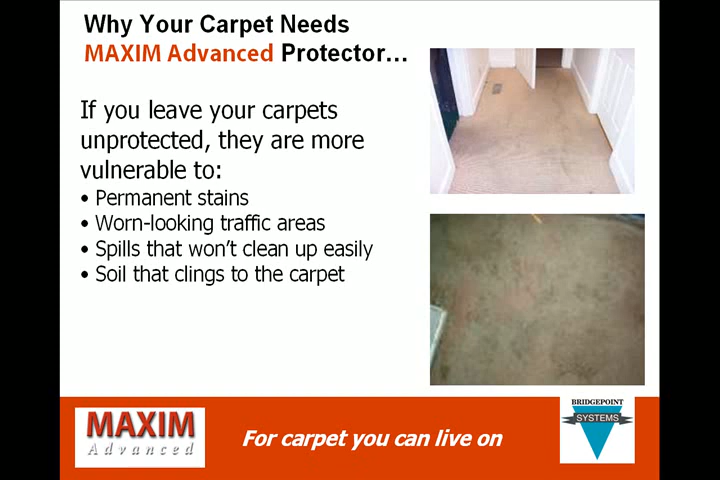 Why Your Carpet Needs
MAXIM Advanced Protector...
If you leave your carpets
unprotected, they are more
vulnerable to:
• Permanent stains
• Worn-looking traffic areas
• Spills that won't clean up easily
• Soil that clings to the carpet
MAXIM
Advanced
For carpet you can live on
BRIDGEPOINT
SYSTEMS